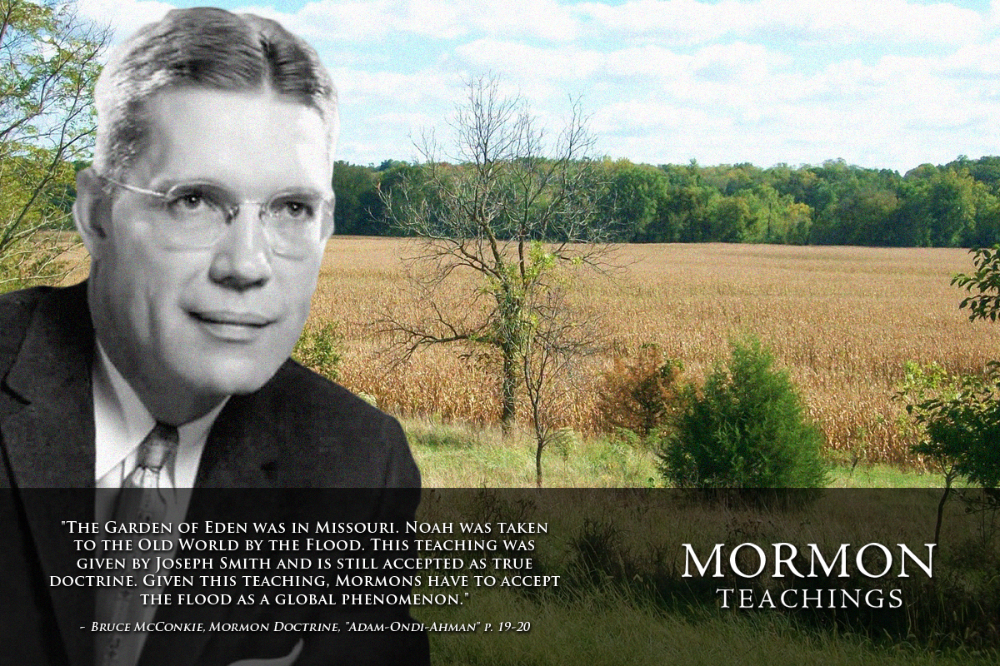 "The Garden of Eden was in Missouri. Noah was taken
to the Old World by the Flood. This teaching was
given by Joseph Smith and is still accepted as true
doctrine. Given this teaching, Mormons have to accept
the flood as a global phenomenon."
- Bruce McConkie, Mormon Doctrine, "Adam-Ondi-Ahman" p. 19-20
MORMON
TEACHINGS